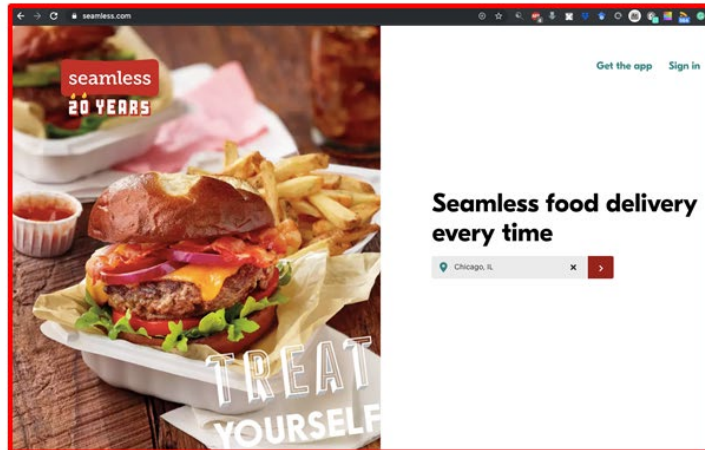 seamless.com
seamless
20 YEARS
Get the app Sign in
Seamless food delivery
every time
Chicago, IL
TREAT
YOURSELF